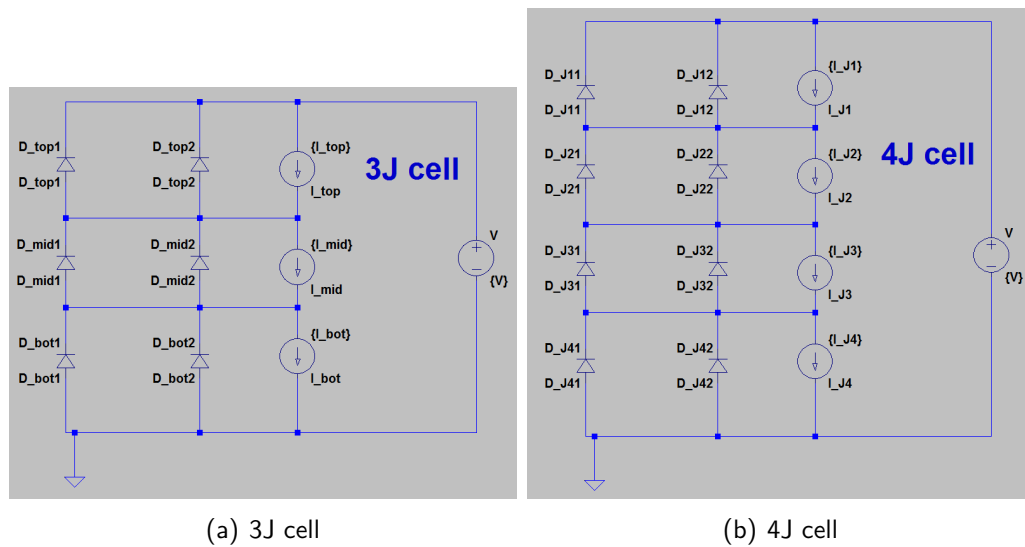 D_top1
D_top1
D_top2
D_top2
{I_top}
I_top
3J cell
D_mid1
D_mid1
D_mid2
D_mid2
{I_mid}
I_mid
V
{V}
D_bot1
D_bot1
D_bot2
D_bot2
{I_bot}
I_bot
(a) 3J cell
D_J11
D_J11
D_J12
D_J12
{I_J1}
I_J1
4J cell
D_J21
D_J21
D_J22
D_J22
{I_J2}
I_J2
V
{V}
D_J31
D_J31
D_J32
D_J32
{I_J3}
I_J3
D_J41
D_J41
D_J42
D_J42
{I_J4}
I_J4
(b) 4J cell